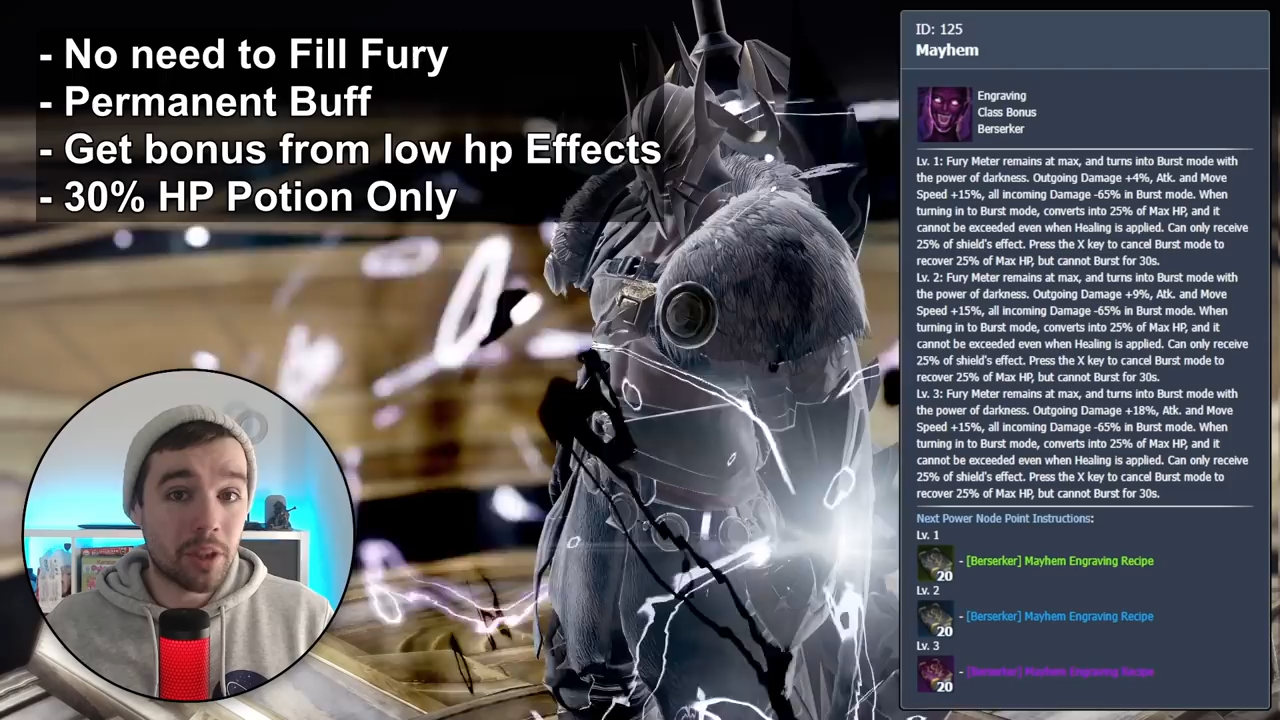 - No need to Fill Fury
- Permanent Buff
- Get bonus from low hp Effects
- 30% HP Potion Only
ID: 125
Mayhem
Engraving
Class Bonus
Berserker
Lv. 1: Fury Meter remains at max, and turns into Burst mode with
the power of darkness. Outgoing Damage +4%, Atk. and Move
Speed +15%, all incoming Damage -65% in Burst mode. When
turning in to Burst mode, converts into 25% of Max HP, and it
cannot be exceeded even when Healing is applied. Can only receive
25% of shield's effect. Press the X key to cancel Burst mode to
recover 25% of Max HP, but cannot Burst for 30s.
Lv. 2: Fury Meter remains at max, and turns into Burst mode with
the power of darkness. Outgoing Damage +9%, Atk. and Move
Speed +15%, all incoming Damage -65% in Burst mode. When
turning in to Burst mode, converts into 25% of Max HP, and it
cannot be exceeded even when Healing is applied. Can only receive
25% of shield's effect. Press the X key to cancel Burst mode to
recover 25% of Max HP, but cannot Burst for 30s.
Lv. 3: Fury Meter remains at max, and turns into Burst mode with
the power of darkness. Outgoing Damage +18%, Atk. and Move
Speed +15%, all incoming Damage -65% in Burst mode. When
turning in to Burst mode, converts into 25% of Max HP, and it
cannot be exceeded even when Healing is applied. Can only receive
25% of shield's effect. Press the X key to cancel Burst mode to
recover 25% of Max HP, but cannot Burst for 30s.
Next Power Node Point Instructions:
Lv. 1
20 - [Berserker] Mayhem Engraving Recipe
Lv. 2
20 - [Berserker] Mayhem Engraving Recipe
Lv. 3
20 - [Berserker] Mayhem Engraving Recipe